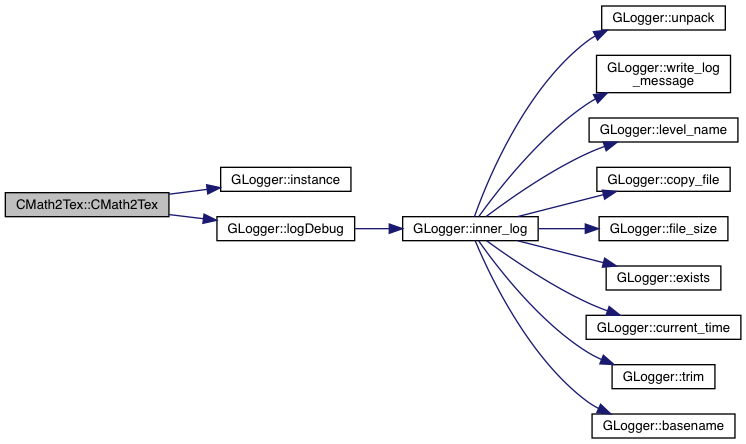 CMath2Tex::CMath2Tex
GLogger::instance
GLogger::logDebug
GLogger::inner_log
GLogger::unpack
GLogger::write_log
_message
GLogger::level_name
GLogger::copy_file
GLogger::file_size
GLogger::exists
GLogger::current_time
GLogger::trim
GLogger::basename